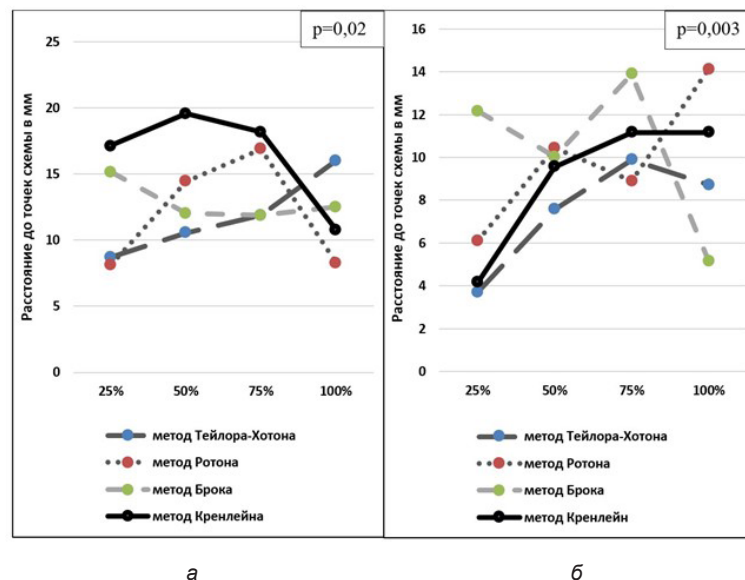 p=0,02
25
20
15
10
5
0
Расстояние до точек схемы в мм
25% 50% 75% 100%
метод Тейлора-Хотона
метод Ротона
метод Брока
метод Кренлейна
p=0,003
16
14
12
10
8
6
4
2
0
Расстояние до точек схемы в мм
25% 50% 75% 100%
метод Тейлора-Хотона
метод Ротона
метод Брока
метод Кренлейн
а
б